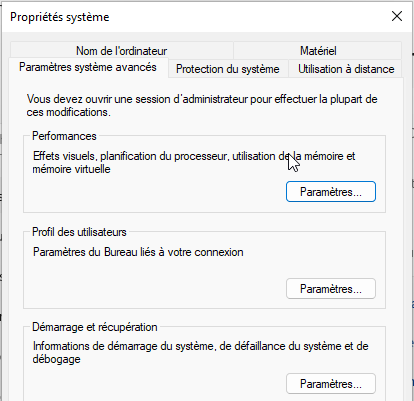 Propriétés système
Nom de l'ordinateur
Matériel
Paramètres système avancés
Protection du système
Utilisation à distance
Vous devez ouvrir une session d'administrateur pour effectuer la plupart de
ces modifications.
Performances
Effets visuels, planification du processeur, utilisation de la mémoire et
mémoire virtuelle
Paramètres...
Profil des utilisateurs
Paramètres du Bureau liés à votre connexion
Paramètres...
Démarrage et récupération
Informations de démarrage du système, de défaillance du système et de
débogage
Paramètres...